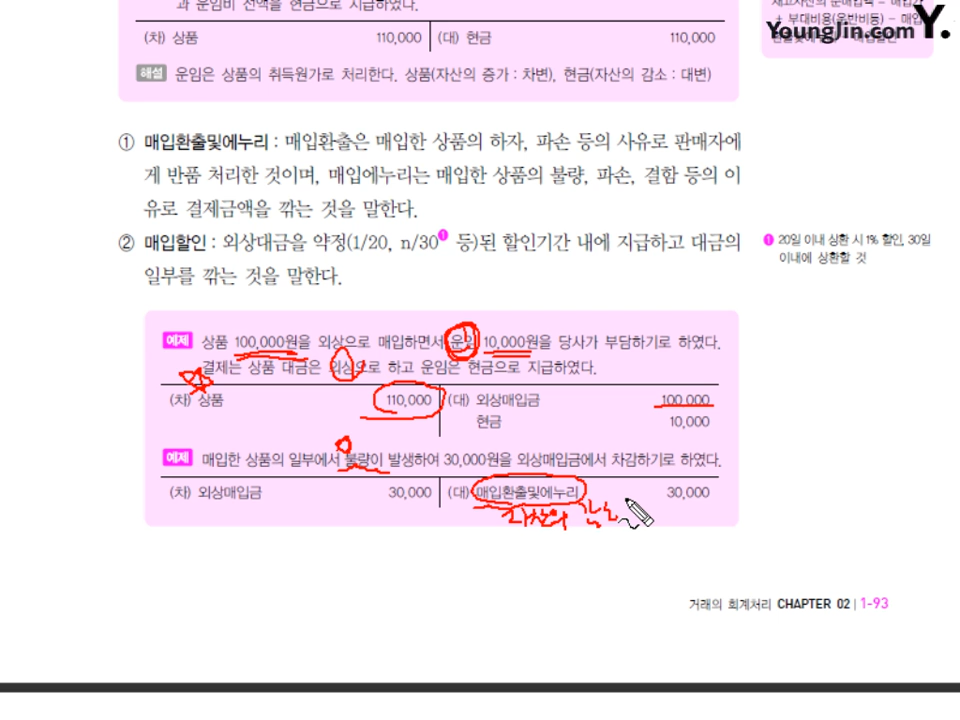 과 운임비 전액을 현금으로 지급하였다.
(차) 상품 110,000 (대) 현금 110,000
해설 운임은 상품의 취득원가로 처리한다. 상품(자산의 증가 : 차변), 현금(자산의 감소 : 대변)
+ 부대비용(운반비등) - 매입
YoungJin.com Y.
① 매입환출및에누리 : 매입환출은 매입한 상품의 하자, 파손 등의 사유로 판매자에
게 반품 처리한 것이며, 매입에누리는 매입한 상품의 불량, 파손, 결함 등의 이
유로 결제금액을 깎는 것을 말한다.
② 매입할인 : 외상대금을 약정(1/20, n/30❶ 등)된 할인기간 내에 지급하고 대금의
일부를 깎는 것을 말한다.
❶ 20일 이내 상환 시 1% 할인, 30일
이내에 상환할 것
예제 상품 100,000원을 외상으로 매입하면서 운임 10,000원을 당사가 부담하기로 하였다.
결제는 상품 대금은 외상으로 하고 운임은 현금으로 지급하였다.
(차) 상품 110,000 (대) 외상매입금 100,000
현금 10,000
예제 매입한 상품의 일부에서 불량이 발생하여 30,000원을 외상매입금에서 차감하기로 하였다.
(차) 외상매입금 30,000 (대) 매입환출및에누리 30,000
자산의
거래의 회계처리 CHAPTER 02 | 1-93